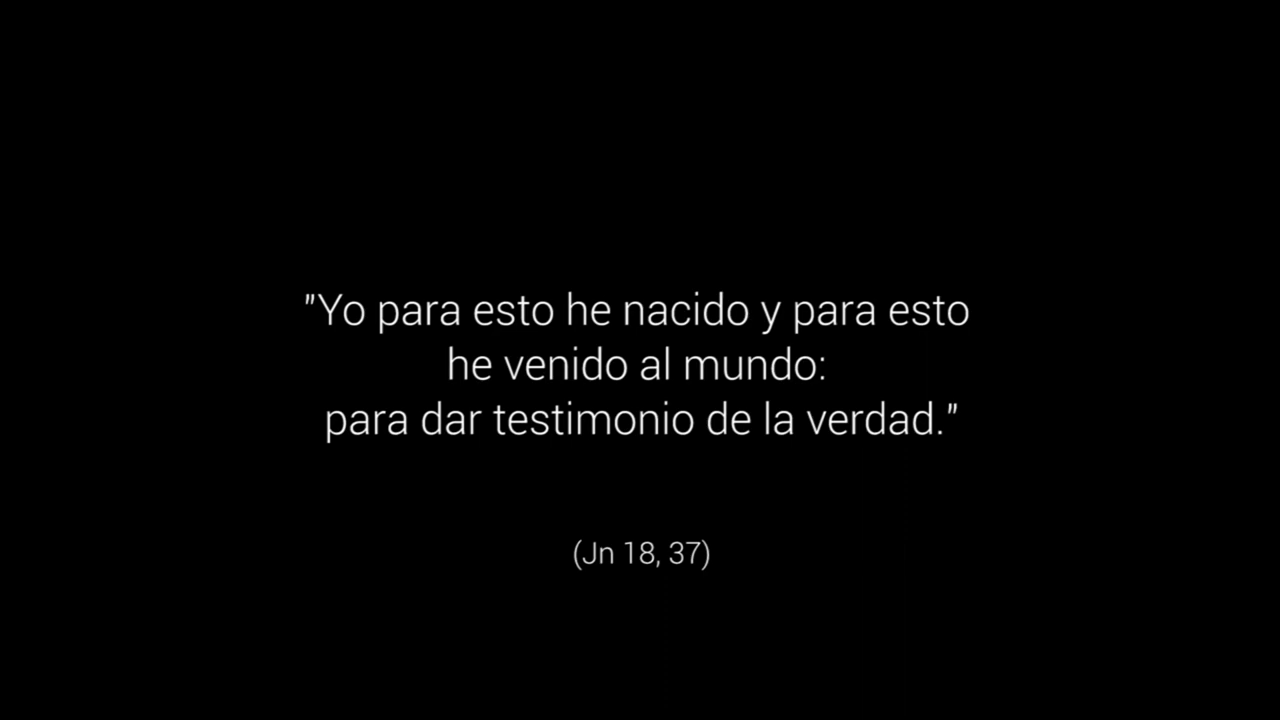 "Yo para esto he nacido y para esto
he venido al mundo:
para dar testimonio de la verdad."
(Jn 18, 37)